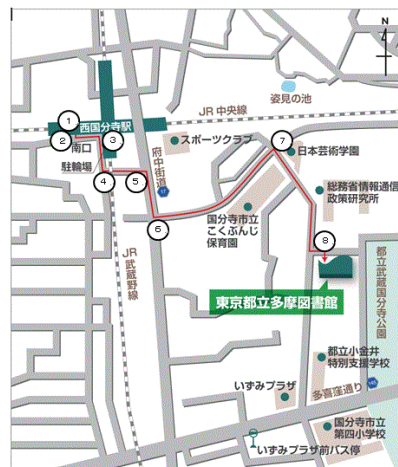 N
姿見の池
JR 中央線
①
②
西国分寺駅
③
南口
駐輪場
④
⑤
府中街道
17
⑥
スポーツクラブ
⑦
日本芸術学園
総務省情報通信
政策研究所
国分寺市立
こくぶんじ
保育園
⑧
JR 武蔵野線
東京都立多摩図書館
都立武蔵国分寺公園
都立小金井
特別支援学校
多喜窪通り
145
いずみプラザ
国分寺市立
第四小学校
いずみプラザ前バス停